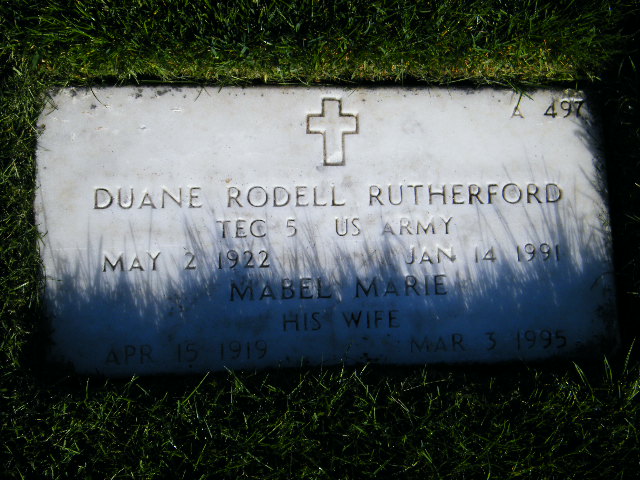 A 497
DUANE RODELL RUTHERFORD
TEC 5 US ARMY
MAY 2 1922 JAN 14 1991
MABEL MARIE
HIS WIFE
APR 15 1919 MAR 3 1995